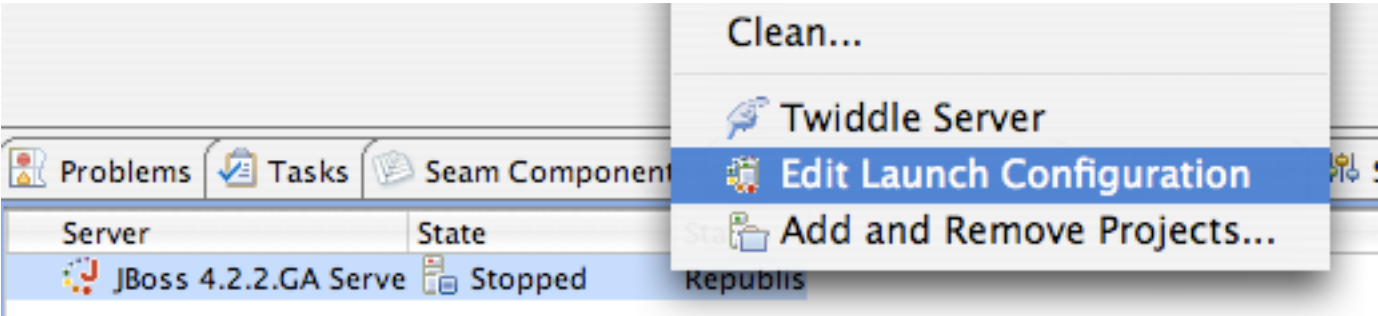 Clean...
Twiddle Server
Problems Tasks Seam Component Edit Launch Configuration
Add and Remove Projects...
Server State
JBoss 4.2.2.GA Serve Stopped Republis